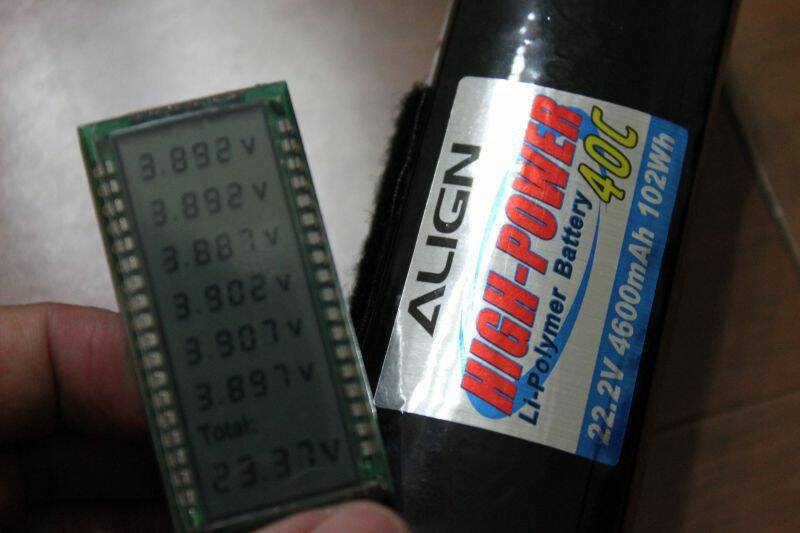 3.892V
3.892V
3.887V
3.902V
3.907V
3.897V
Total:
23.37V
ALIGN
HIGH-POWER
40C
Li-Polymer Battery
22.2V 4600mAh 102Wh